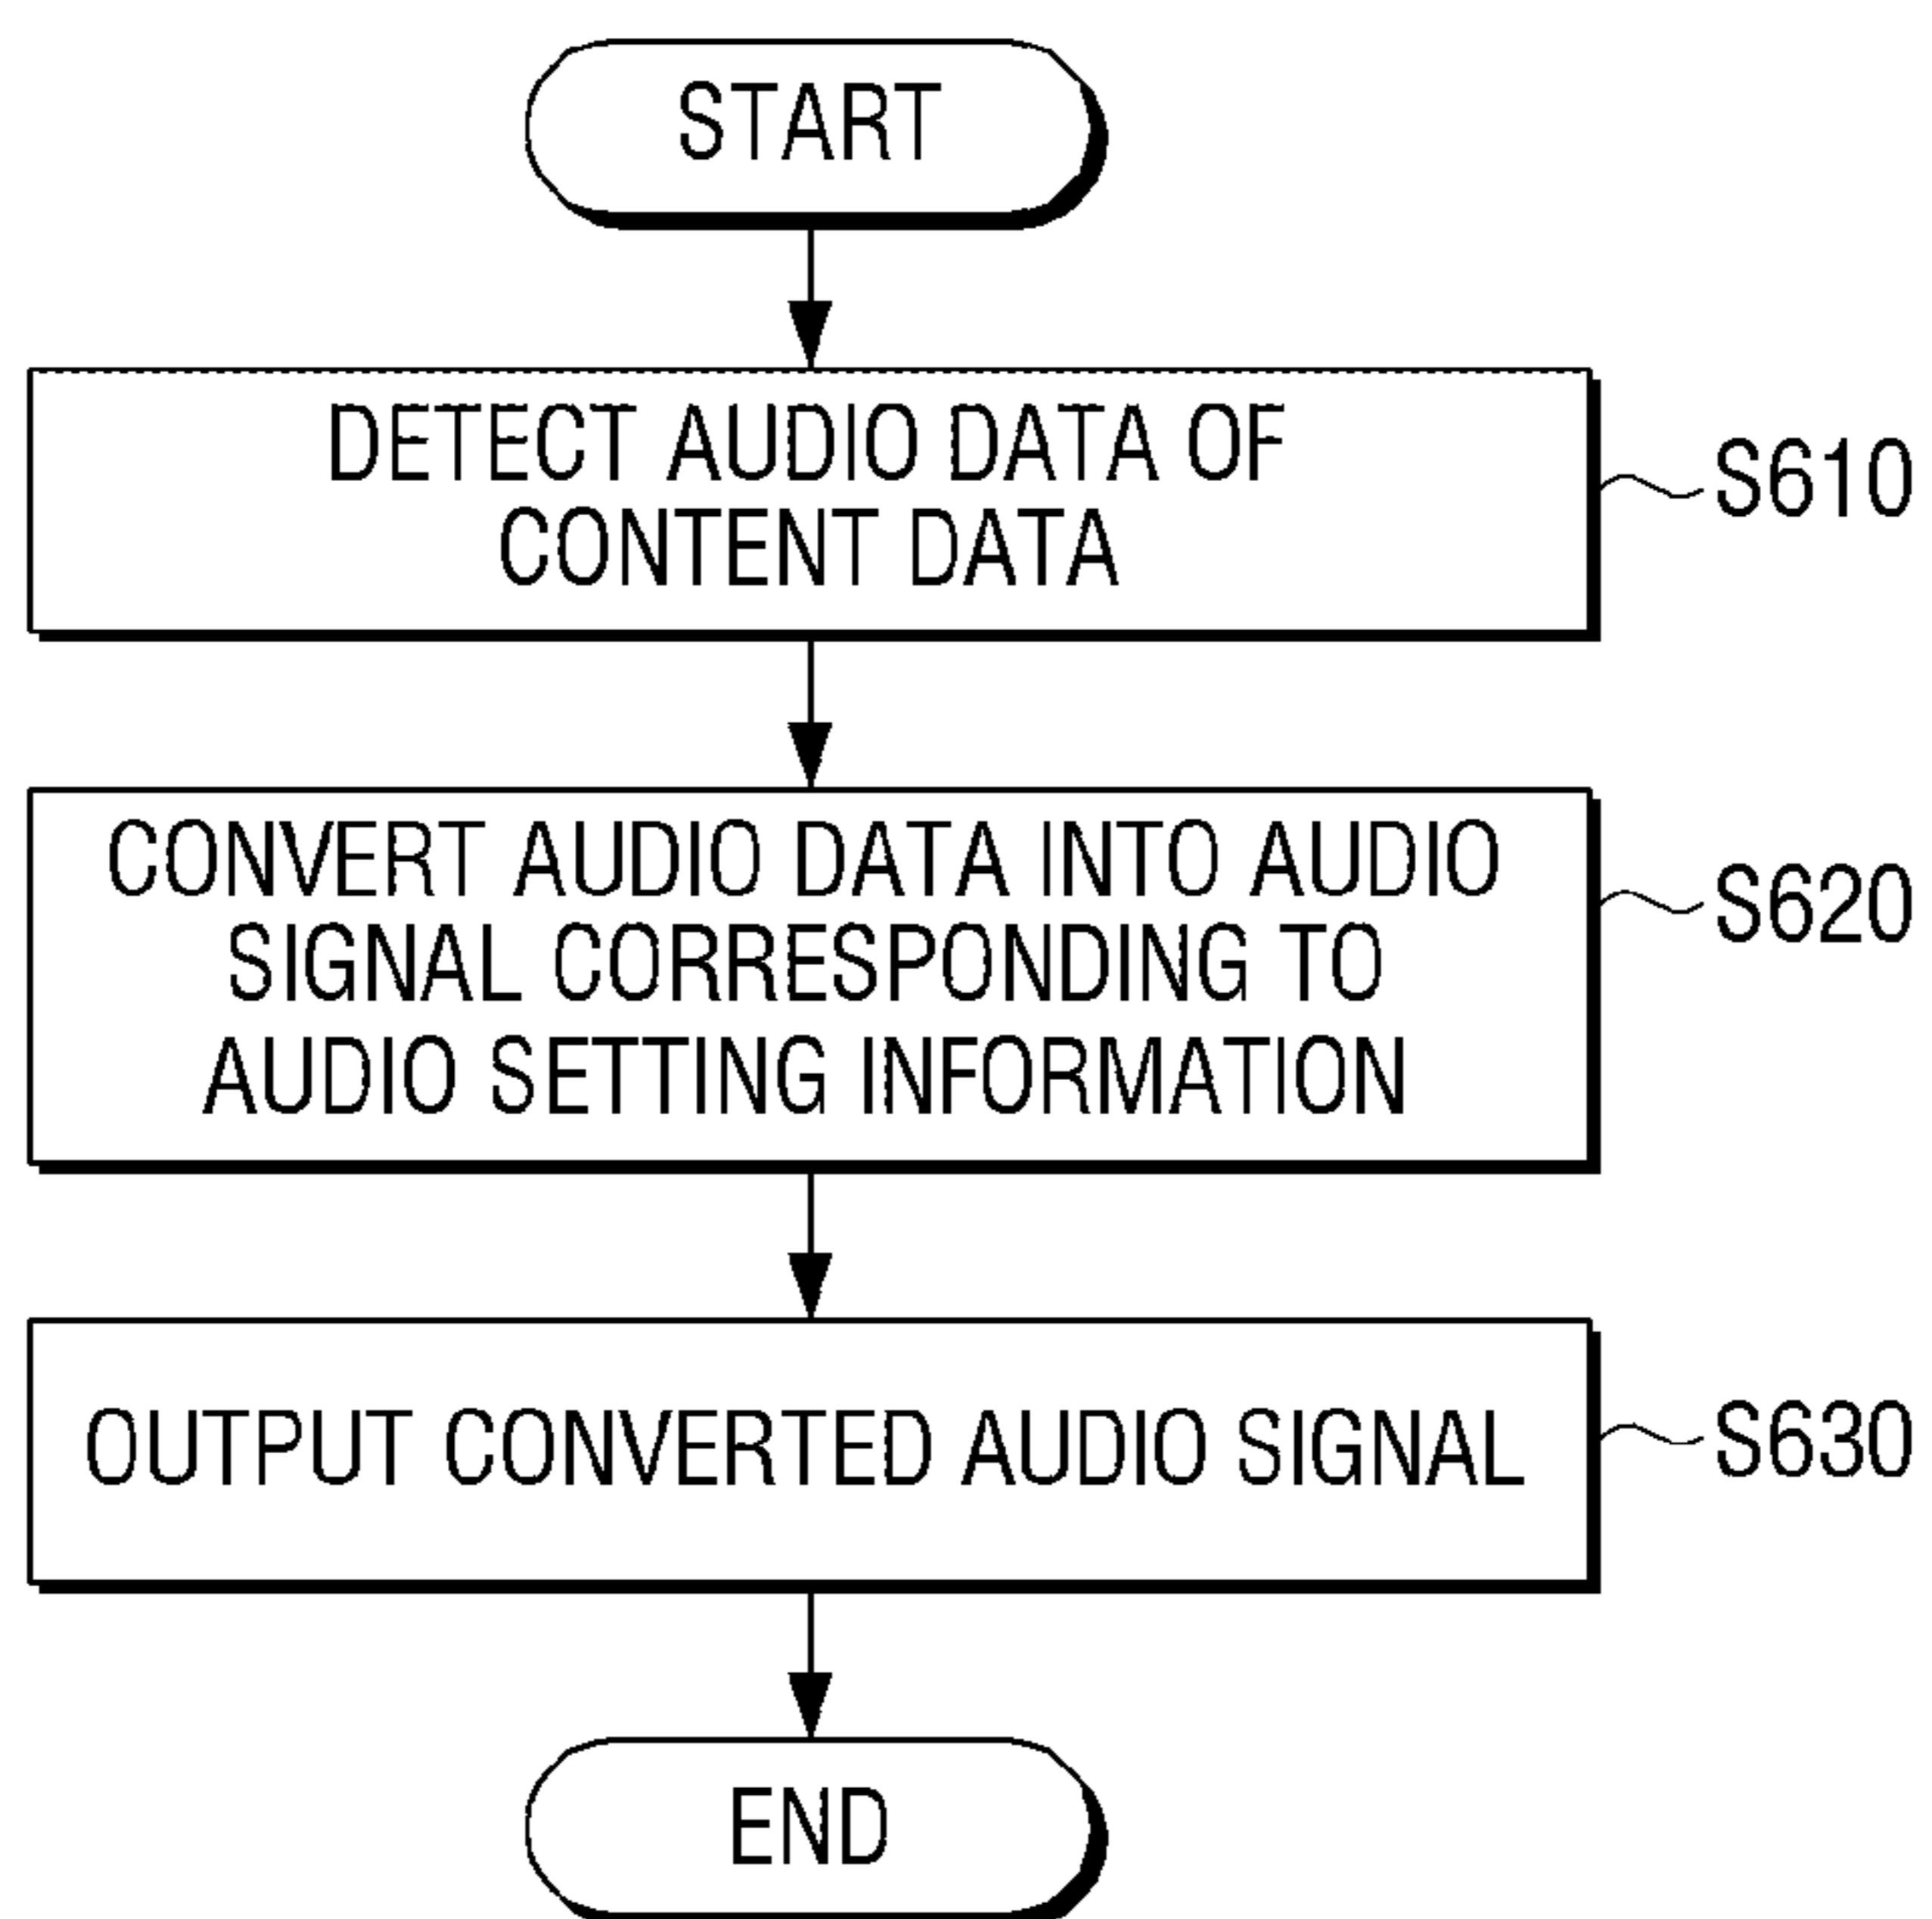 START
DETECT AUDIO DATA OF
CONTENT DATA
S610
CONVERT AUDIO DATA INTO AUDIO
SIGNAL CORRESPONDING TO
AUDIO SETTING INFORMATION
S620
OUTPUT CONVERTED AUDIO SIGNAL
S630
END